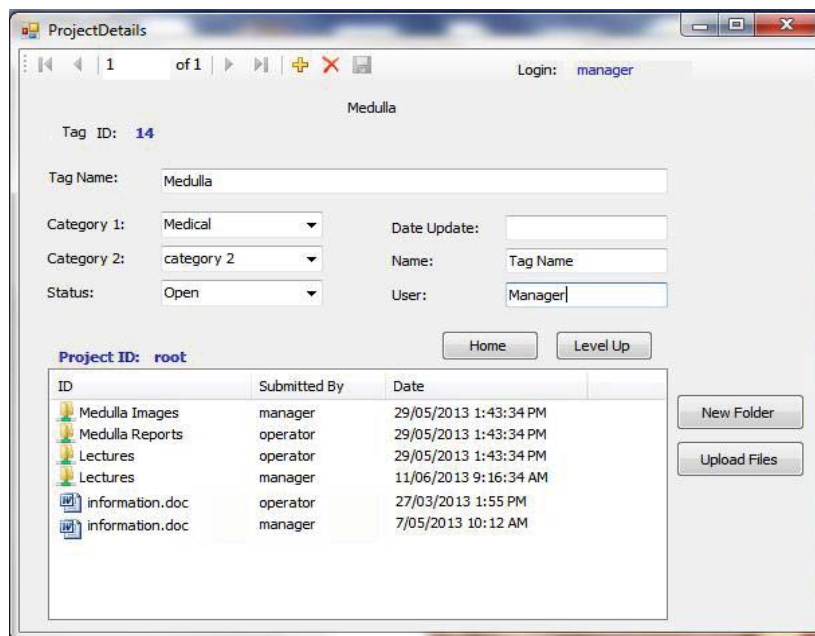 ProjectDetails
1 of 1
Login: manager
Medulla
Tag ID: 14
Tag Name: Medulla
Category 1: Medical Date Update:
Category 2: category 2 Name: Tag Name
Status: Open User: Manager
Home Level Up
Project ID: root
ID Submitted By Date
Medulla Images manager 29/05/2013 1:43:34 PM
Medulla Reports operator 29/05/2013 1:43:34 PM
Lectures operator 29/05/2013 1:43:34 PM
Lectures manager 11/06/2013 9:16:34 AM
information.doc operator 27/03/2013 1:55 PM
information.doc manager 7/05/2013 10:12 AM
New Folder
Upload Files